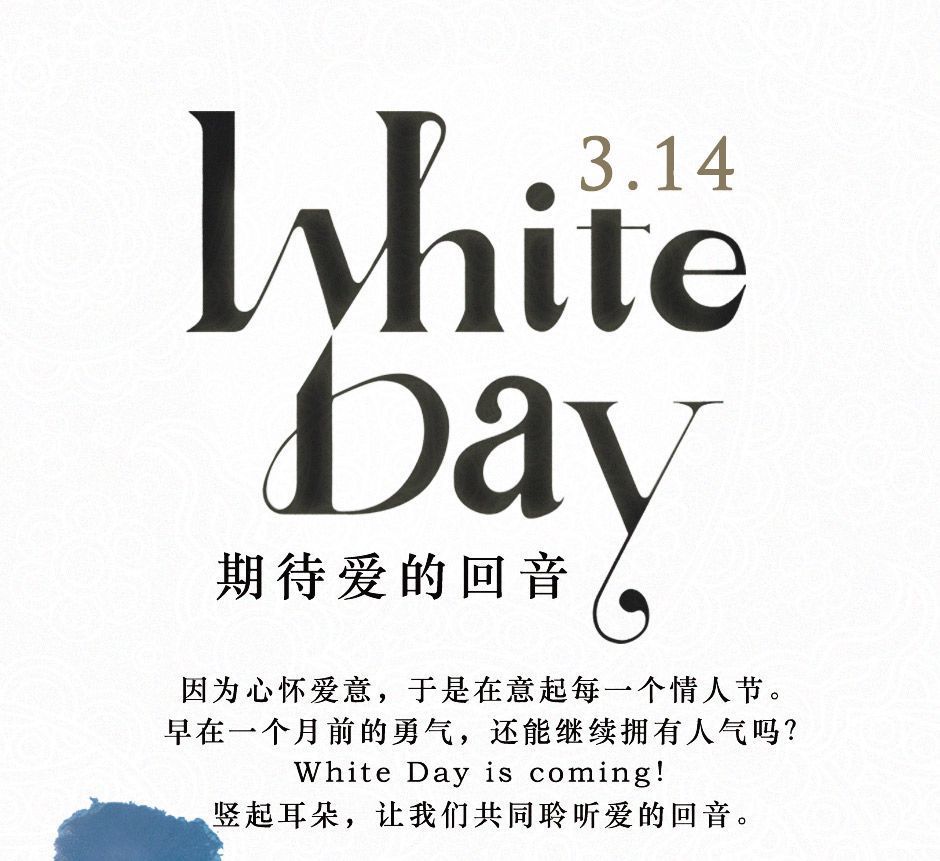 3.14
White
Day
期待爱的回音
因为心怀爱意，于是在意起每一个情人节。
早在一个月前的勇气，还能继续拥有人气吗？
White Day is coming!
竖起耳朵，让我们共同聆听爱的回音。